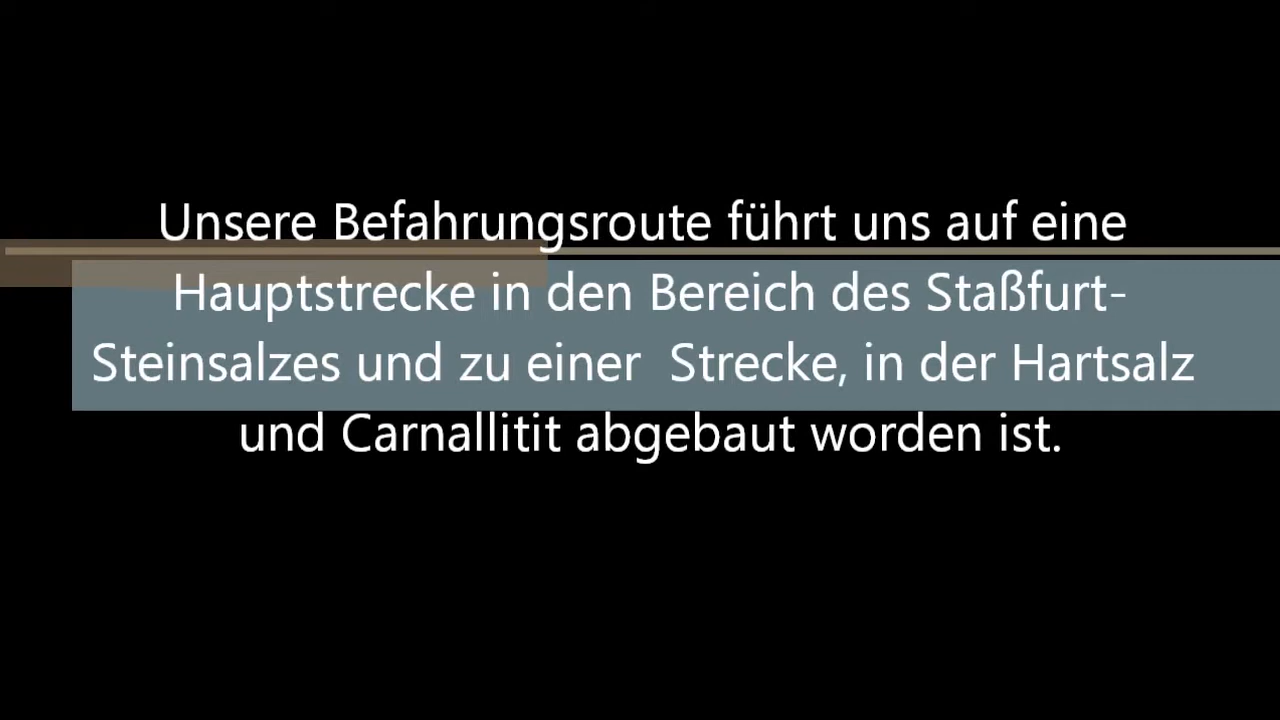 Unsere Befahrungsroute führt uns auf eine
Hauptstrecke in den Bereich des Staßfurt-
Steinsalzes und zu einer  Strecke, in der Hartsalz
und Carnallitit abgebaut worden ist.